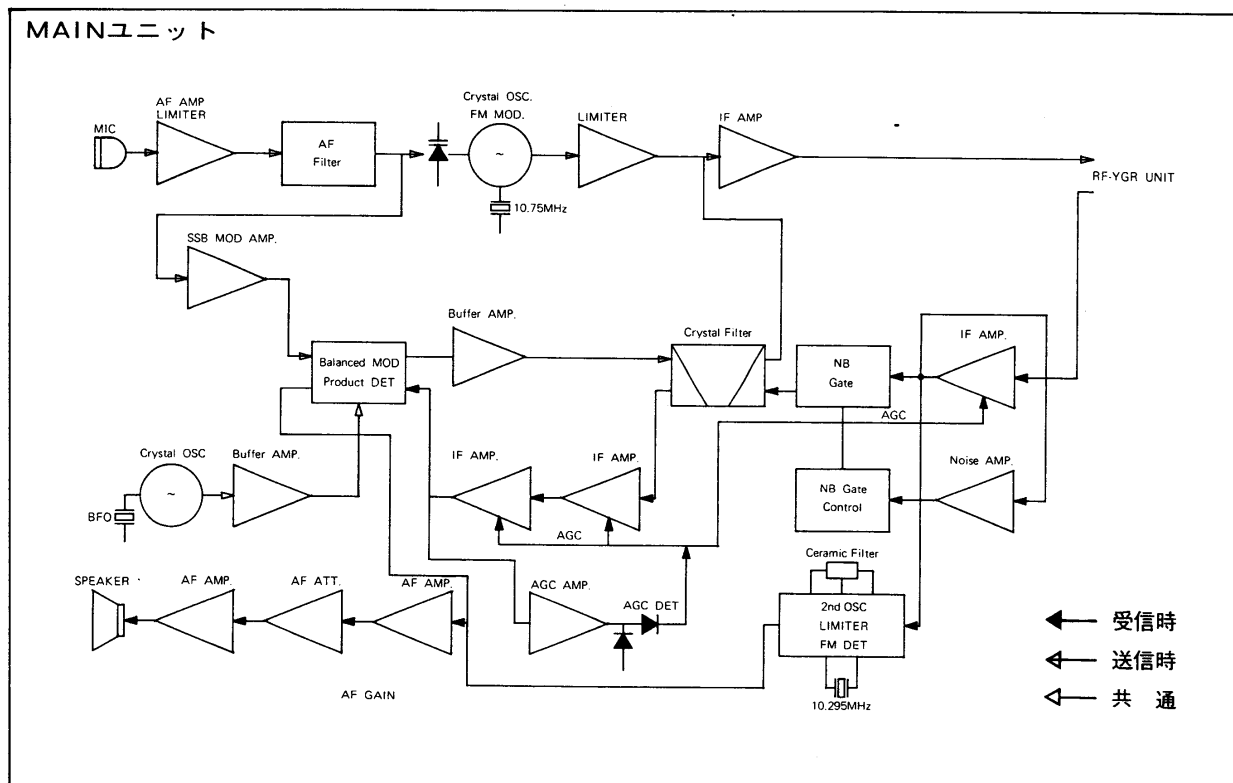 MAINユニット
AF AMP
LIMITER
MIC
AF
Filter
Crystal OSC.
FM MOD.
~
10.75MHz
LIMITER
IF AMP
RF-YGR UNIT
SSB MOD AMP.
Balanced MOD
Product DET
Buffer AMP.
Crystal Filter
NB
Gate
IF AMP.
AGC
Crystal OSC
~
BFO
Buffer AMP.
IF AMP.
IF AMP.
AGC
NB Gate
Control
Noise AMP.
SPEAKER
AF AMP.
AF ATT.
AF AMP.
AF GAIN
AGC AMP.
AGC DET
Ceramic Filter
2nd OSC
LIMITER
FM DET
10.295MHz
受信時
送信時
共通